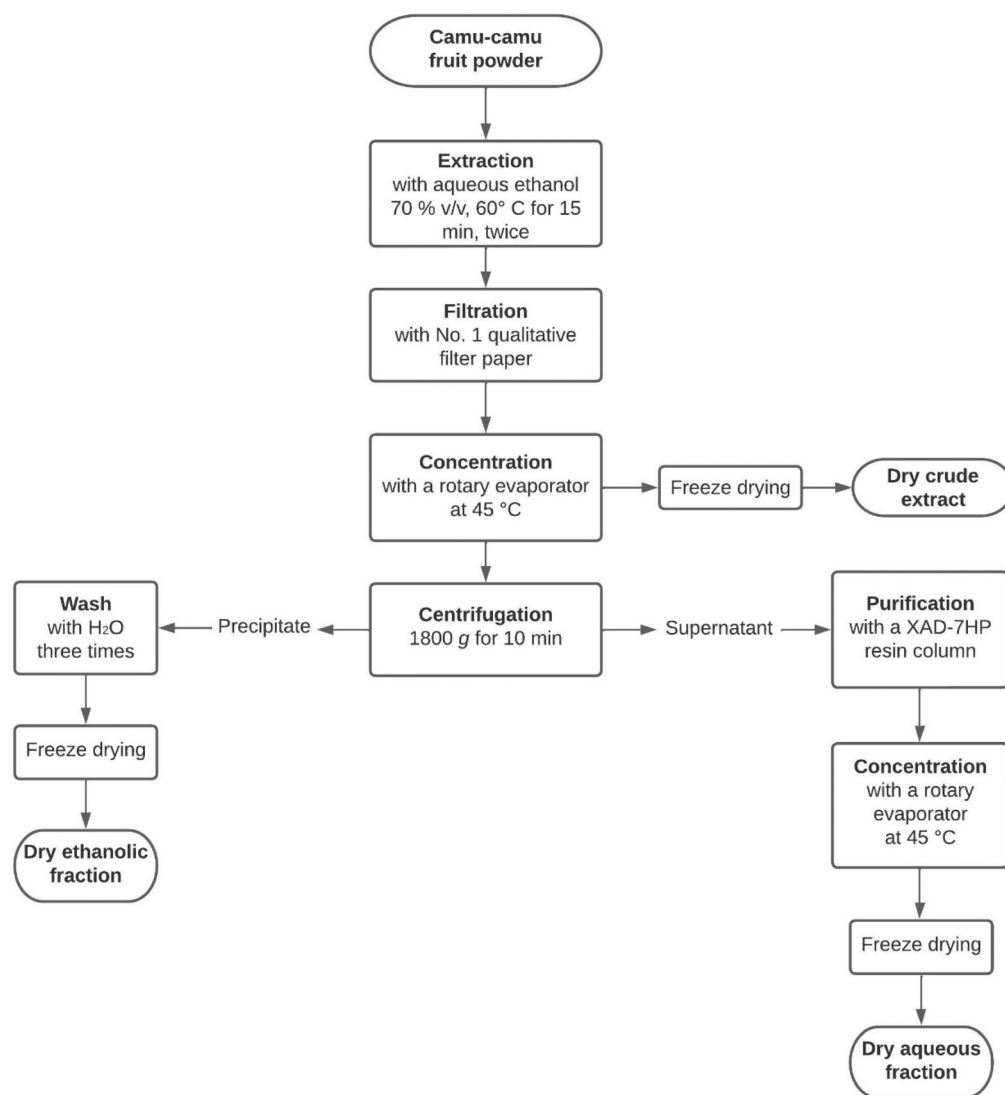 Camu-camu
fruit powder
Extraction
with aqueous ethanol
70 % v/v, 60° C for 15
min, twice
Filtration
with No. 1 qualitative
filter paper
Concentration
with a rotary evaporator
at 45 °C
Freeze drying
Dry crude
extract
Centrifugation
1800 g for 10 min
Precipitate
Wash
with H₂O
three times
Freeze drying
Dry ethanolic
fraction
Supernatant
Purification
with a XAD-7HP
resin column
Concentration
with a rotary
evaporator
at 45 °C
Freeze drying
Dry aqueous
fraction